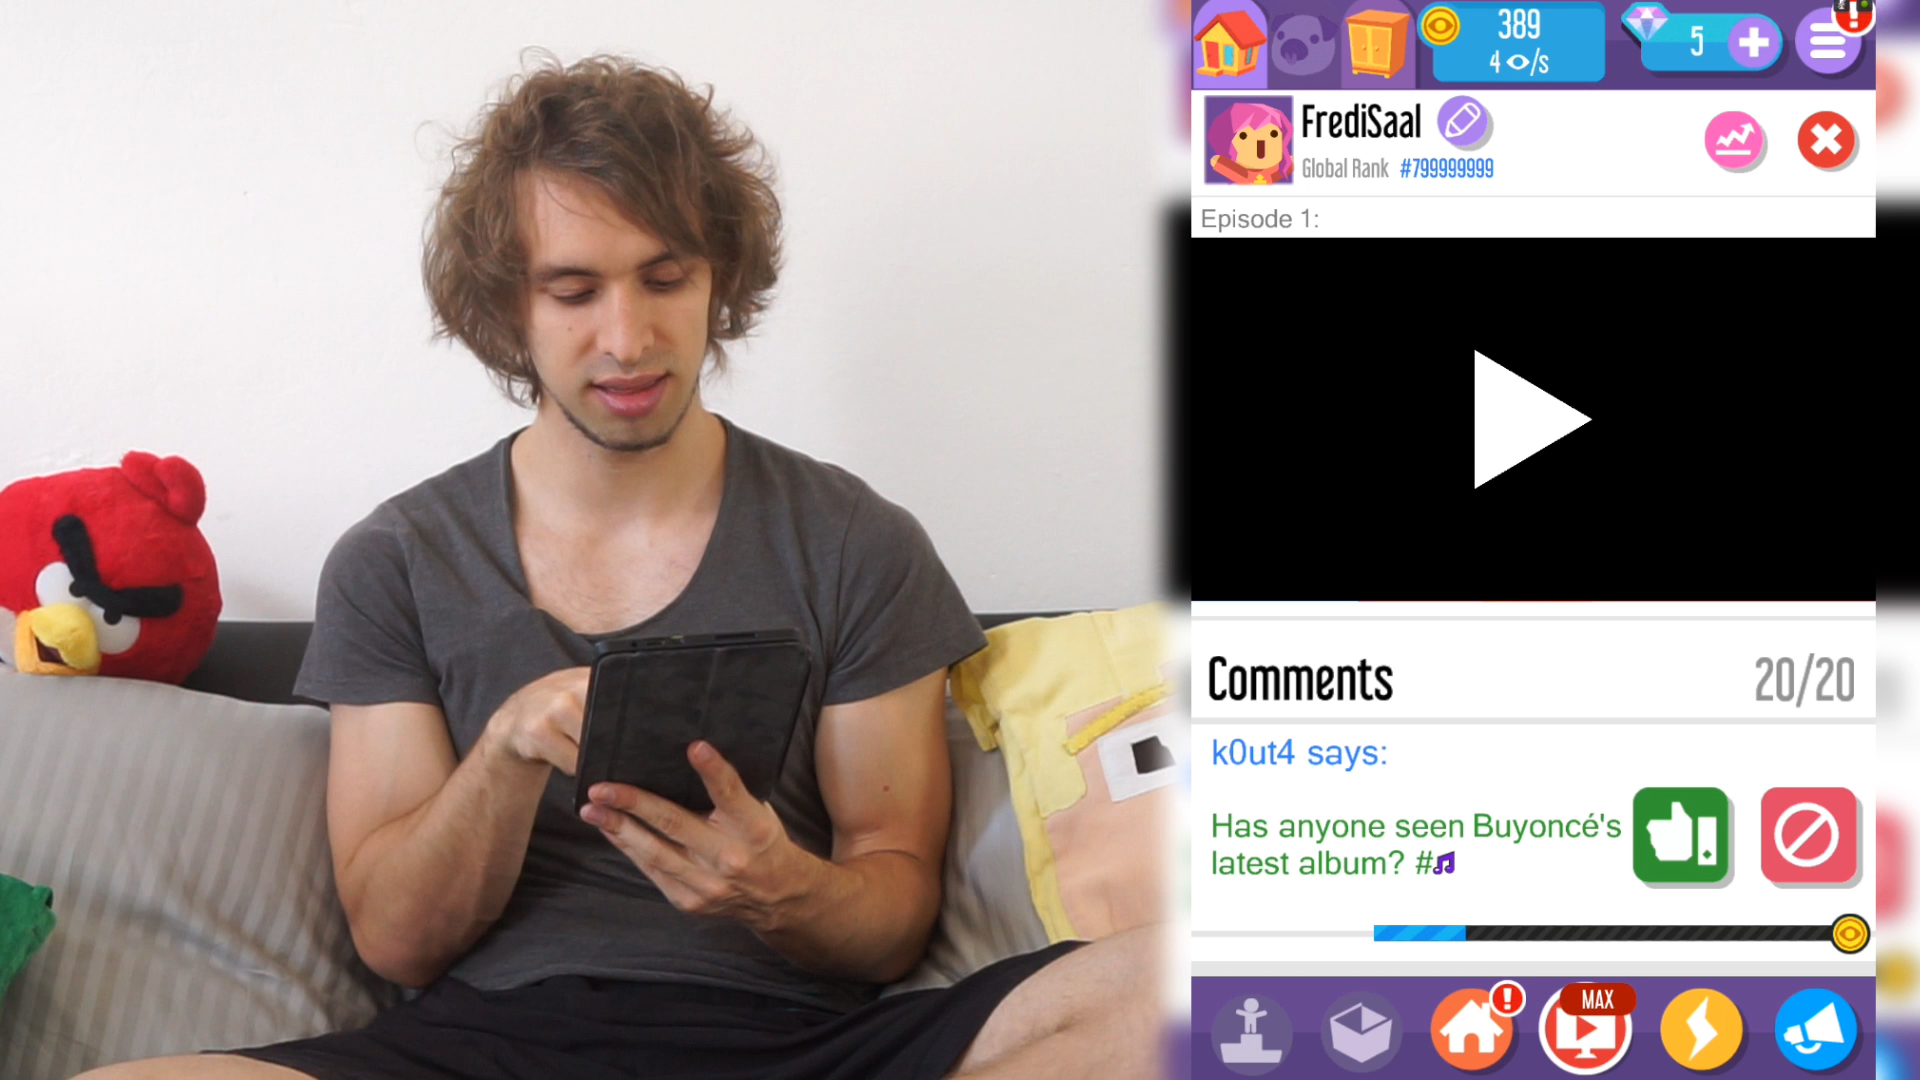 389
4 /s
5
FrediSaal
Global Rank #799999999
Episode 1:
Comments 20/20
k0ut4 says:
Has anyone seen Buyoncé's
latest album? #
MAX